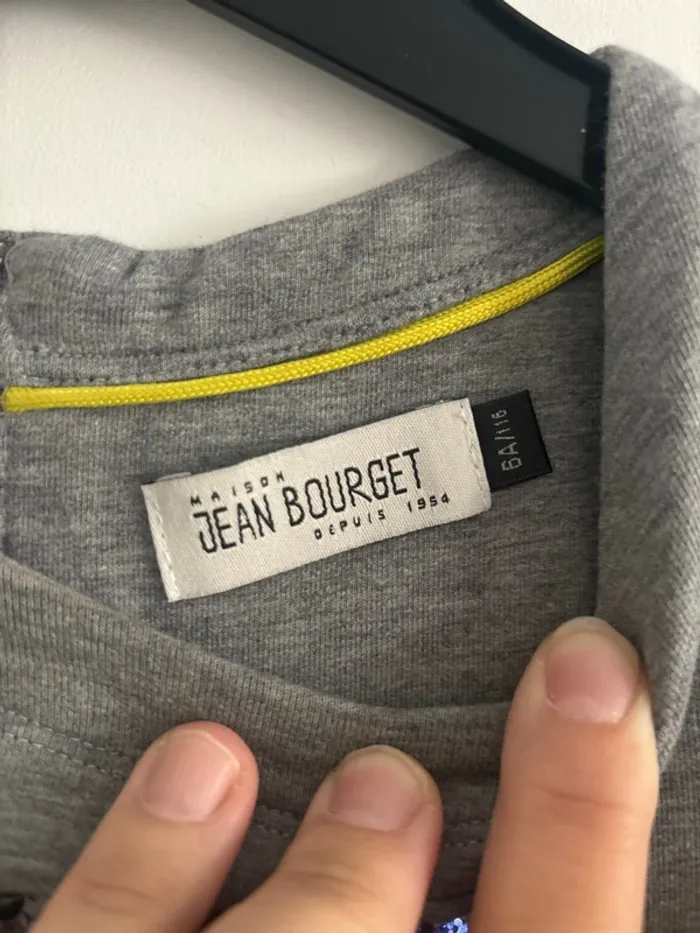 MAISON
JEAN BOURGET
DEPUIS 1954
6A/116